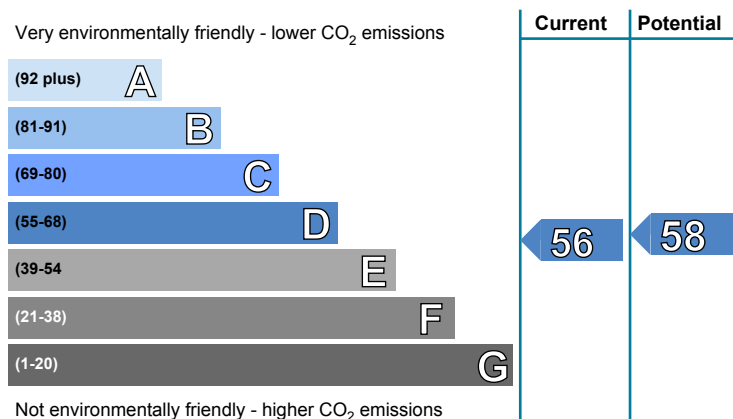 Very environmentally friendly - lower CO2 emissions
Current
Potential
(92 plus) A
(81-91) B
(69-80) C
(55-68) D
(39-54 E
(21-38) F
(1-20) G
56
58
Not environmentally friendly - higher CO2 emissions